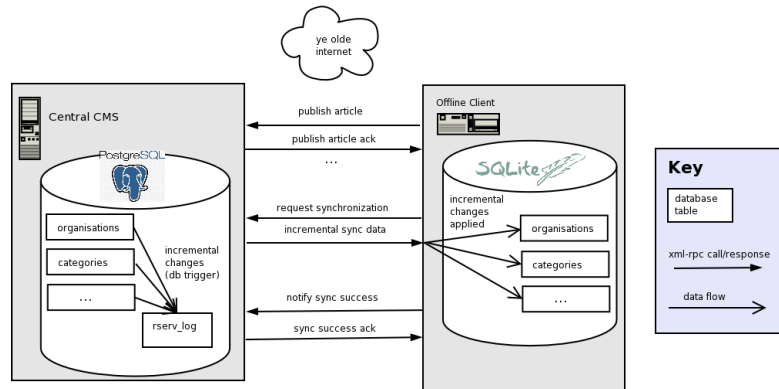 ye olde
internet
Central CMS
PostgreSQL
organisations
categories
...
incremental
changes
(db trigger)
rserv_log
publish article
publish article ack
...
request synchronization
incremental sync data
notify sync success
sync success ack
Offline Client
SQLite
incremental
changes
applied
organisations
categories
...
Key
database
table
xml-rpc call/response
data flow